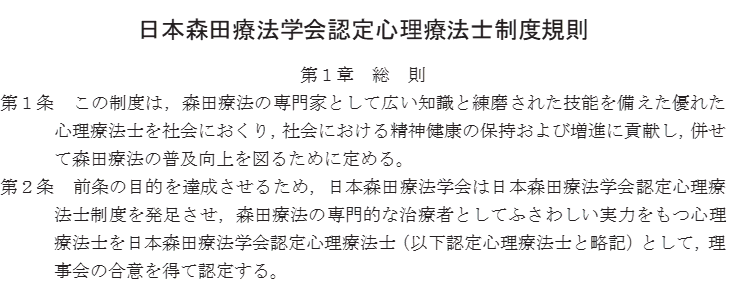 日本森田療法学会認定心理療法士制度規則
第1章　総　則
第1条　この制度は，森田療法の専門家として広い知識と練磨された技能を備えた優れた
心理療法士を社会におくり，社会における精神健康の保持および増進に貢献し，併せ
て森田療法の普及向上を図るために定める。
第2条　前条の目的を達成させるため，日本森田療法学会は日本森田療法学会認定心理療
法士制度を発足させ，森田療法の専門的な治療者としてふさわしい実力をもつ心理
療法士を日本森田療法学会認定心理療法士（以下認定心理療法士と略記）として，理
事会の合意を得て認定する。